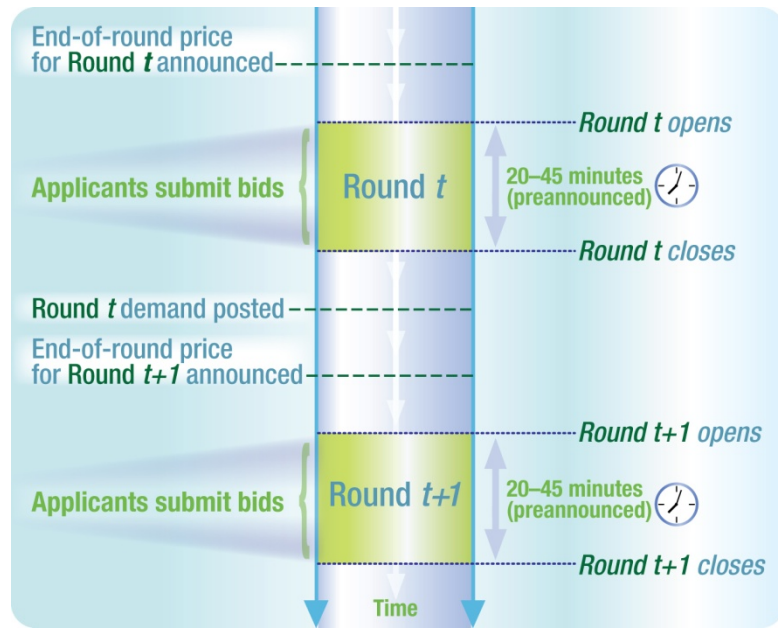 End-of-round price
for Round t announced
Round t opens
Applicants submit bids
Round t
20–45 minutes
(preannounced)
Round t closes
Round t demand posted
End-of-round price
for Round t+1 announced
Round t+1 opens
Applicants submit bids
Round t+1
20–45 minutes
(preannounced)
Round t+1 closes
Time